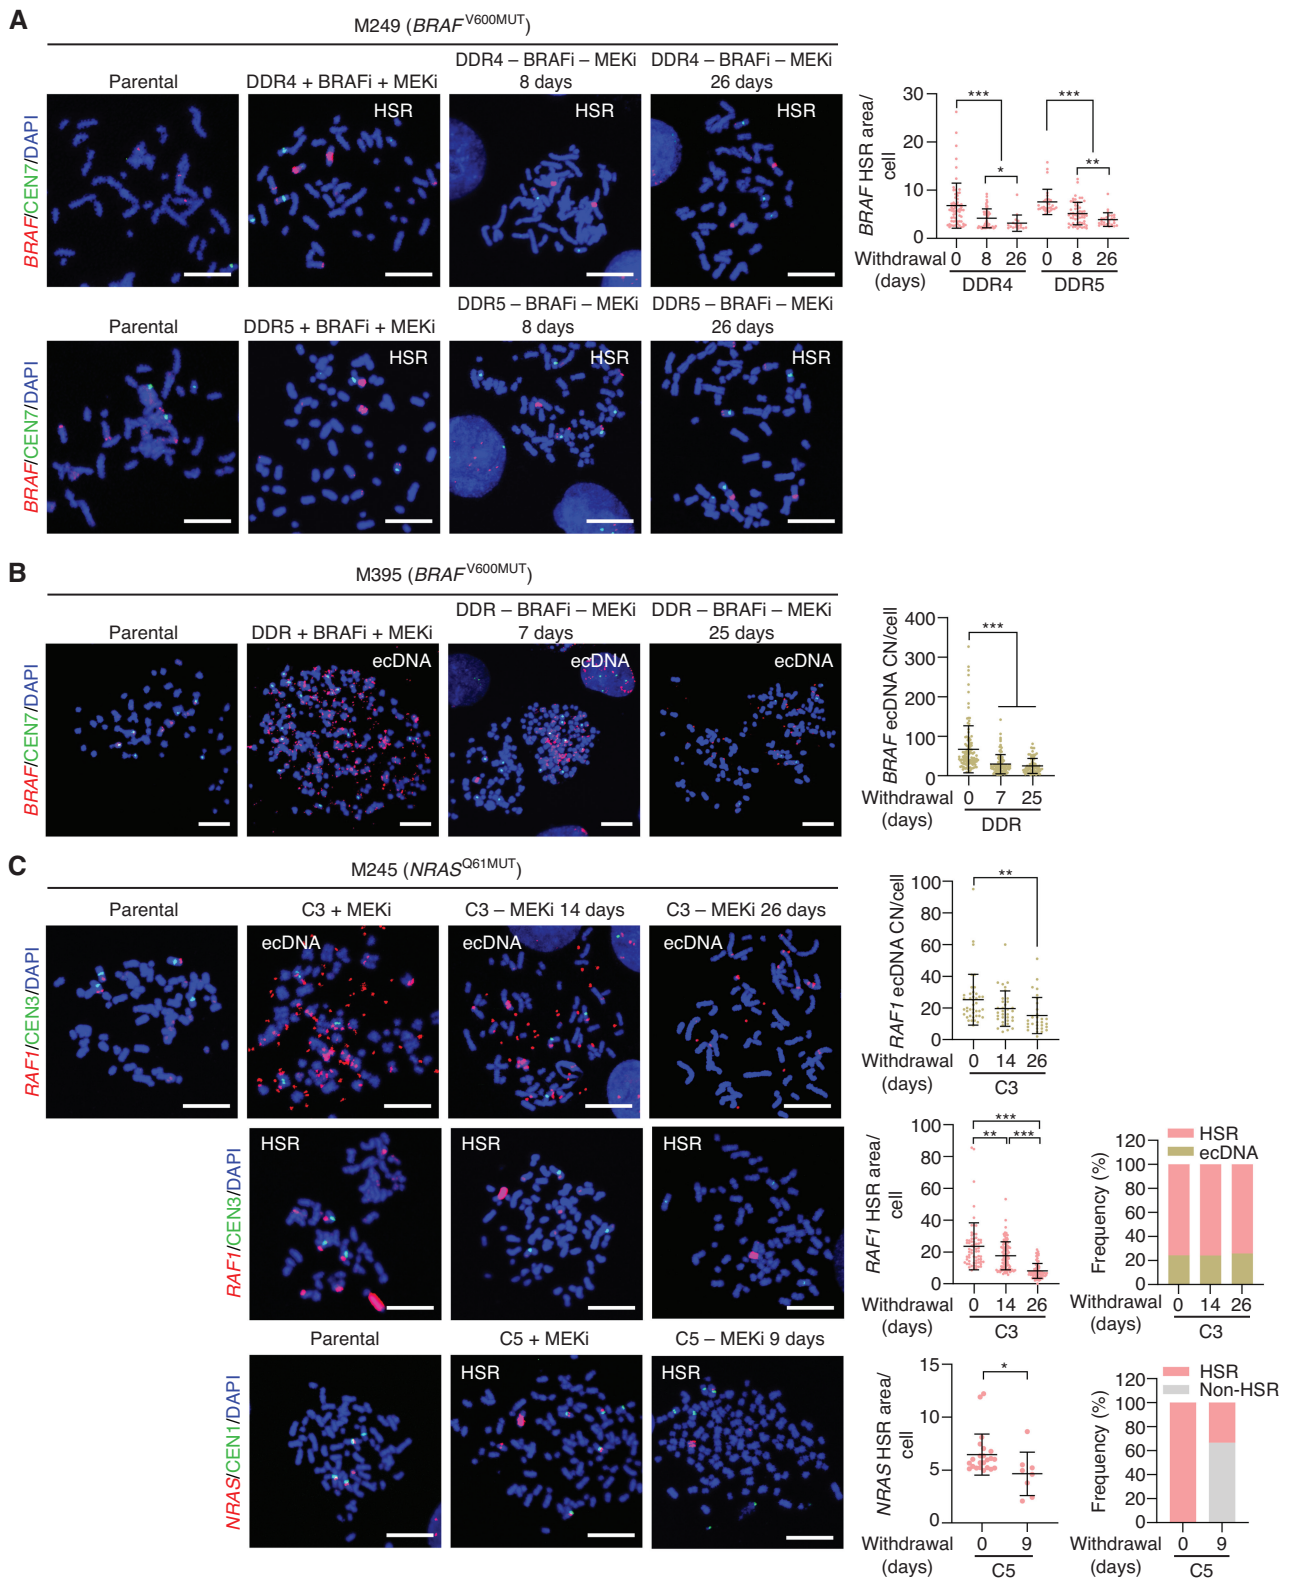 A
M249 (BRAF V600MUT)
Parental
DDR4 + BRAFi + MEKi
DDR4 – BRAFi – MEKi
8 days
DDR4 – BRAFi – MEKi
26 days
BRAF/CEN7/DAPI
HSR
HSR
HSR
BRAF HSR area/
cell
30
20
10
0
***
***
*
**
Withdrawal
(days)
0 8 26 0 8 26
DDR4 DDR5
Parental
DDR5 + BRAFi + MEKi
DDR5 – BRAFi – MEKi
8 days
DDR5 – BRAFi – MEKi
26 days
BRAF/CEN7/DAPI
HSR
HSR
HSR
B
M395 (BRAF V600MUT)
Parental
DDR + BRAFi + MEKi
DDR – BRAFi – MEKi
7 days
DDR – BRAFi – MEKi
25 days
BRAF/CEN7/DAPI
ecDNA
ecDNA
ecDNA
BRAF ecDNA CN/cell
400
300
200
100
0
***
Withdrawal
(days)
0 7 25
DDR
C
M245 (NRAS Q61MUT)
Parental
C3 + MEKi
C3 – MEKi 14 days
C3 – MEKi 26 days
RAF1/CEN3/DAPI
ecDNA
ecDNA
ecDNA
RAF1 ecDNA CN/cell
100
80
60
40
20
0
**
Withdrawal
(days)
0 14 26
C3
RAF1/CEN3/DAPI
HSR
HSR
HSR
RAF1 HSR area/
cell
100
80
60
40
20
0
***
** ***
Withdrawal
(days)
0 14 26
C3
HSR
ecDNA
Frequency (%)
120
100
80
60
40
20
0
Withdrawal
(days)
0 14 26
C3
Parental
C5 + MEKi
C5 – MEKi 9 days
NRAS/CEN1/DAPI
HSR
HSR
NRAS HSR area/
cell
15
10
5
0
*
Withdrawal
(days)
0 9
C5
HSR
Non-HSR
Frequency (%)
120
100
80
60
40
20
0
Withdrawal
(days)
0 9
C5